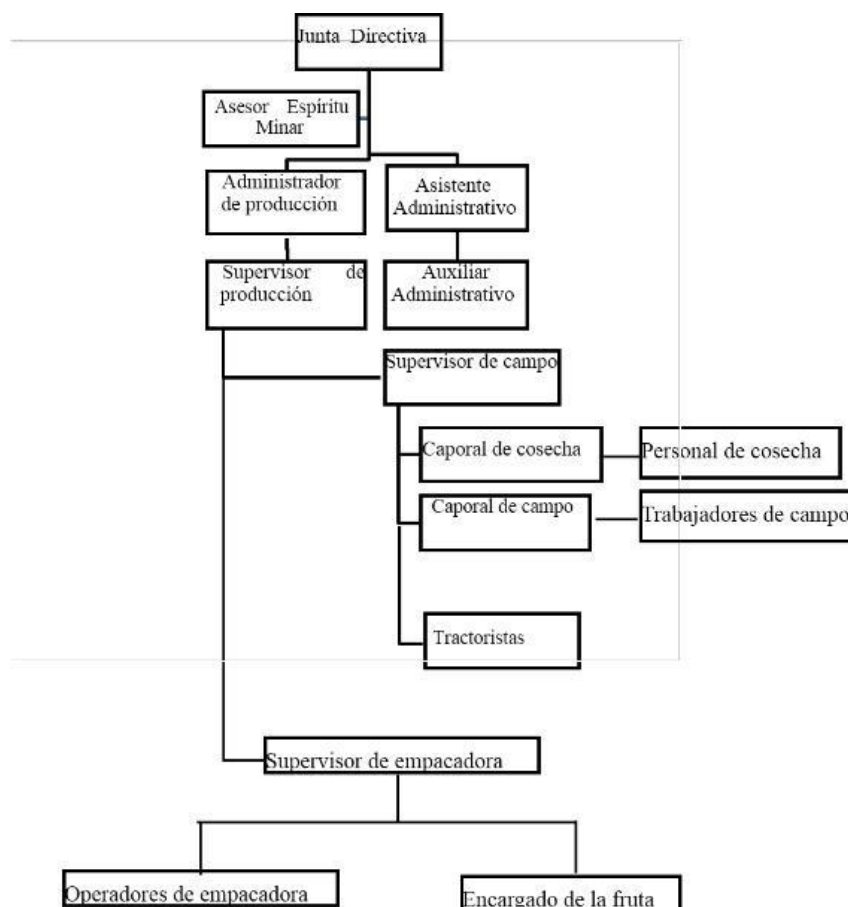 Junta Directiva
Asesor Espíritu
Minar
Administrador
de producción
Asistente
Administrativo
Supervisor de
producción
Auxiliar
Administrativo
Supervisor de campo
Caporal de cosecha
Personal de cosecha
Caporal de campo
Trabajadores de campo
Tractoristas
Supervisor de empacadora
Operadores de empacadora
Encargado de la fruta